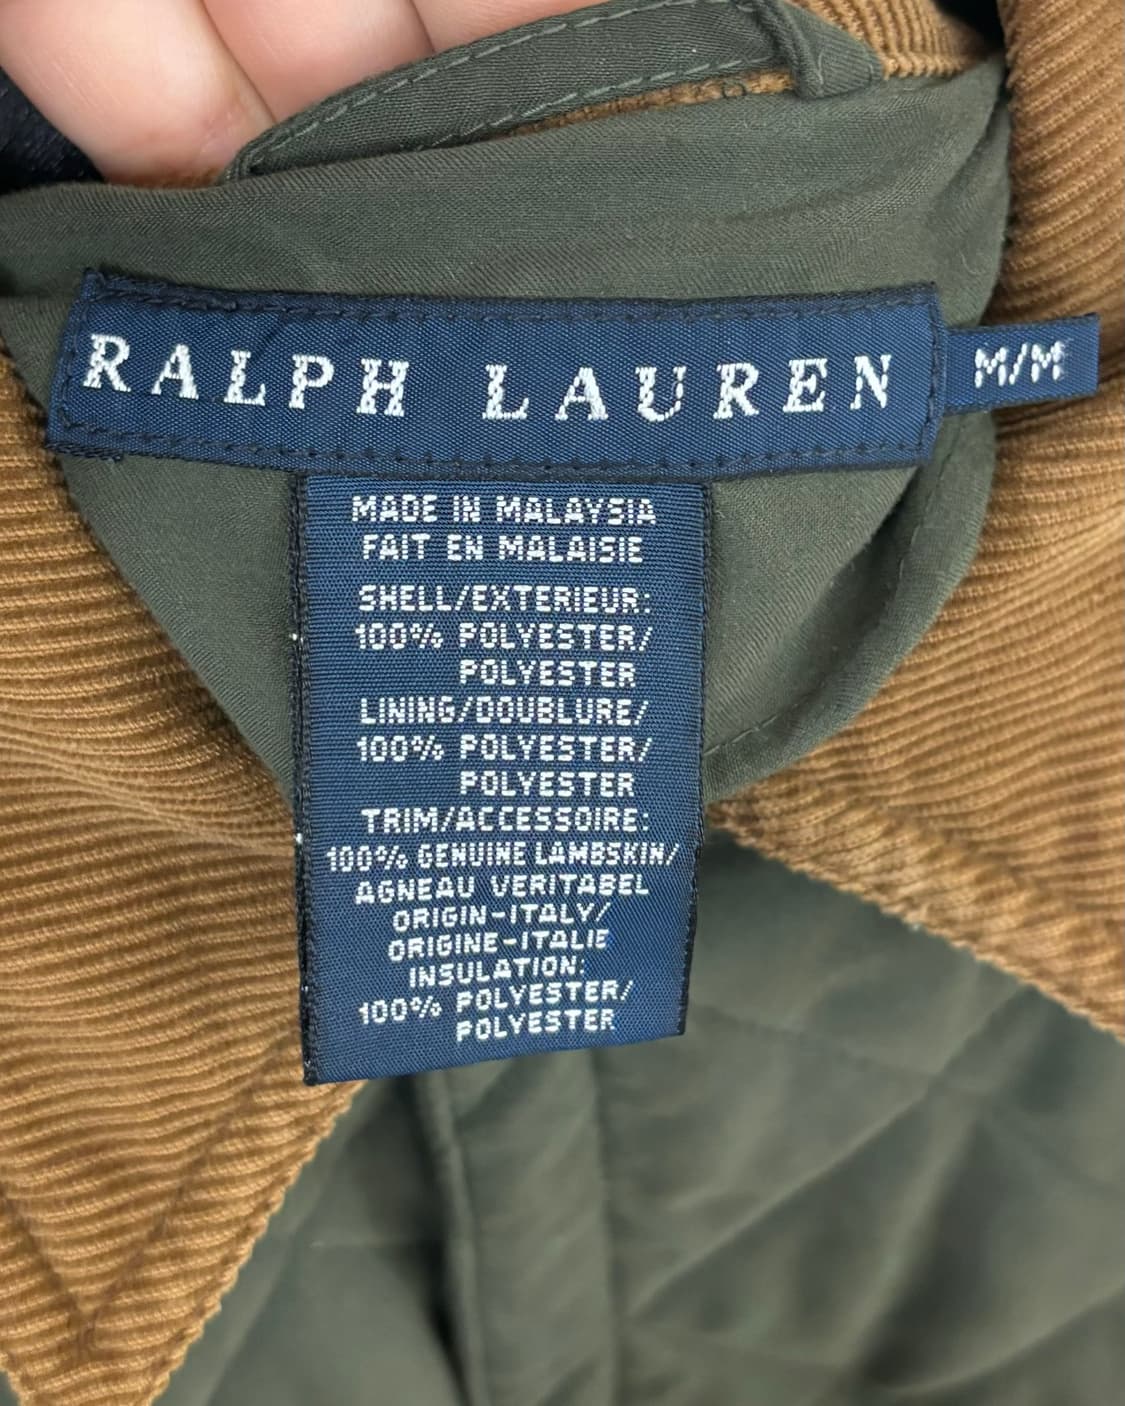 RALPH LAUREN
M/M
MADE IN MALAYSIA
FAIT EN MALAISIE
SHELL/EXTERIEUR:
100% POLYESTER/
POLYESTER
LINING/DOUBLURE/
100% POLYESTER/
POLYESTER
TRIM/ACCESSOIRE:
100% GENUINE LAMBSKIN/
AGNEAU VERITABEL
ORIGIN-ITALY/
ORIGINE-ITALIE
INSULATION:
100% POLYESTER/
POLYESTER